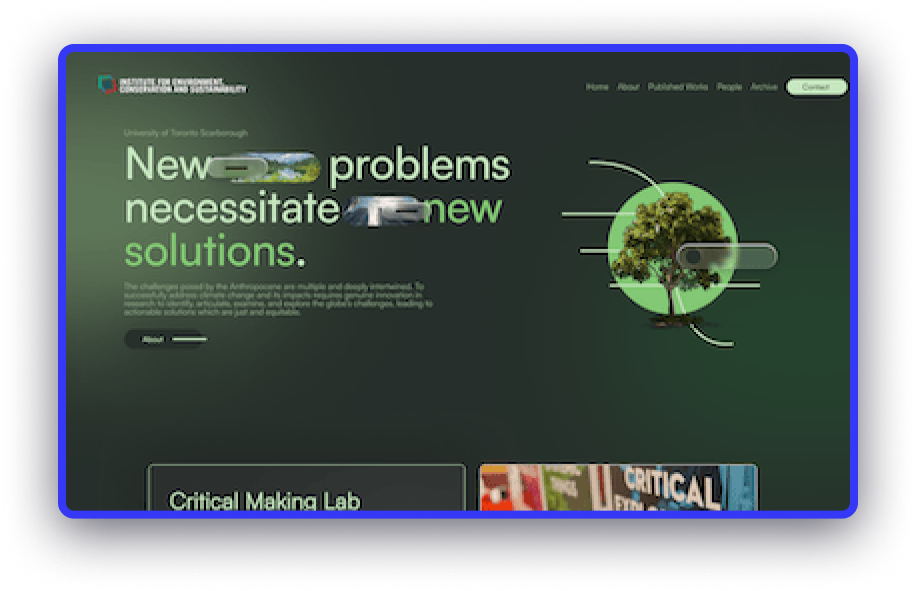 INSTITUTE FOR ENVIRONMENT,
CONSERVATION AND SUSTAINABILITY
Home About Published Works People Archive Contact
University of Toronto Scarborough
New problems
necessitate new
solutions.
The challenges posed by the Anthropocene are multiple and deeply intertwined. To
successfully address climate change and its impacts requires genuine innovation in
research to identify, articulate, examine, and explore the globe's challenges, leading to
actionable solutions which are just and equitable.
About
Critical Making Lab
CRITICAL